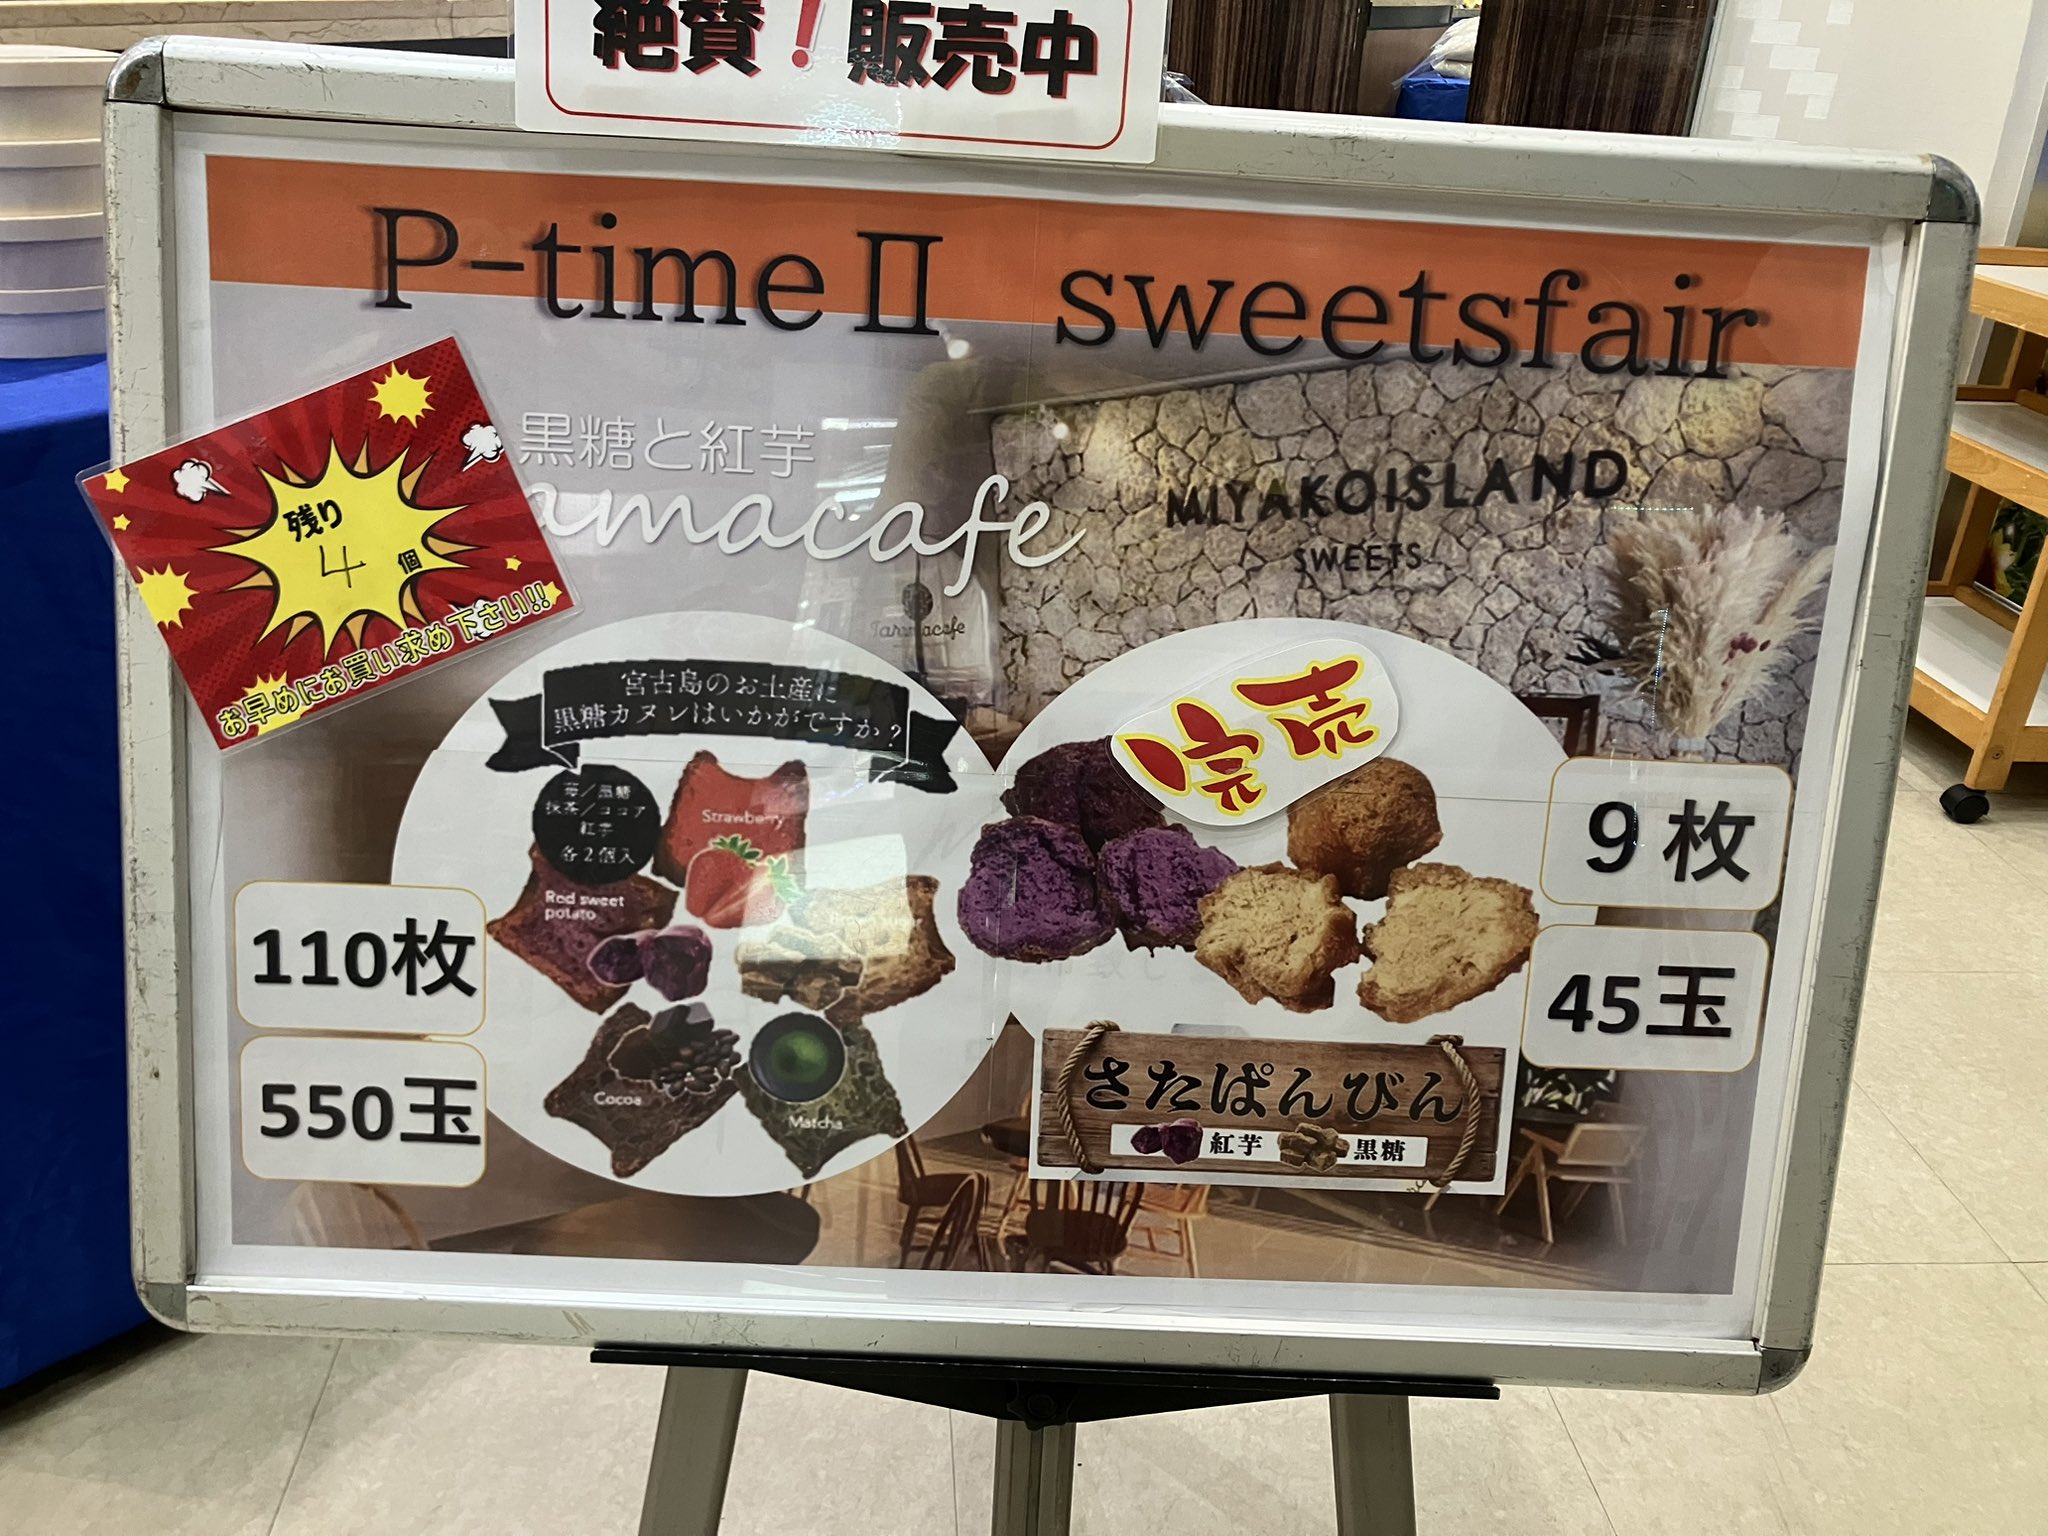 絶賛!販売中
P-timeⅡ sweetsfair
黒糖と紅芋
amacafe
MIYAKOISLAND
SWEETS
残り
4個
お早めにお買い求め下さい!!
宮古島のお土産に
黒糖カヌレはいかがですか?
苺/黒糖
抹茶/ココア
紅芋
各2個入
Strawberry
Red sweet
potato
Brown Sugar
Cocoa
Matcha
110枚
550玉
完売
9枚
45玉
さたぱんびん
紅芋 黒糖